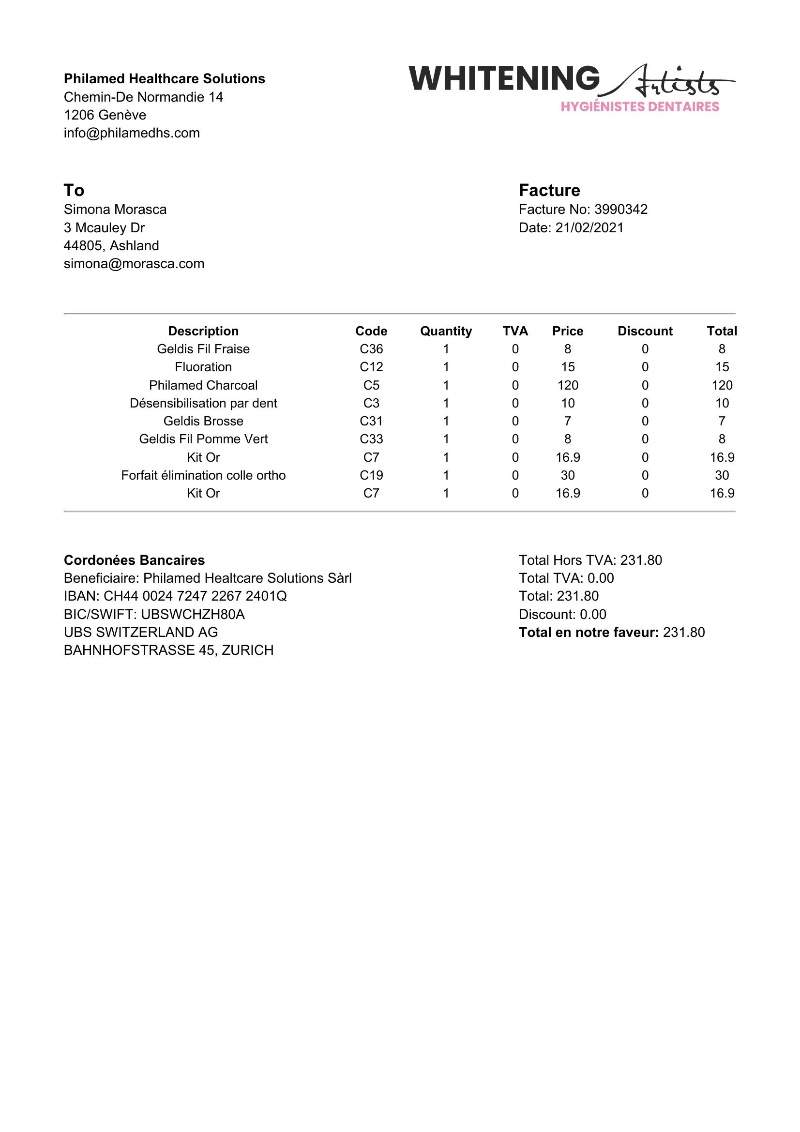 Philamed Healthcare Solutions
Chemin-De Normandie 14
1206 Genève
info@philamedhs.com
WHITENING Artists
HYGIÉNISTES DENTAIRES
To
Simona Morasca
3 Mcauley Dr
44805, Ashland
simona@morasca.com
Facture
Facture No: 3990342
Date: 21/02/2021
Description Code Quantity TVA Price Discount Total
Geldis Fil Fraise C36 1 0 8 0 8
Fluoration C12 1 0 15 0 15
Philamed Charcoal C5 1 0 120 0 120
Désensibilisation par dent C3 1 0 10 0 10
Geldis Brosse C31 1 0 7 0 7
Geldis Fil Pomme Vert C33 1 0 8 0 8
Kit Or C7 1 0 16.9 0 16.9
Forfait élimination colle ortho C19 1 0 30 0 30
Kit Or C7 1 0 16.9 0 16.9
Cordonées Bancaires
Beneficiaire: Philamed Healtcare Solutions Sàrl
IBAN: CH44 0024 7247 2267 2401Q
BIC/SWIFT: UBSWCHZH80A
UBS SWITZERLAND AG
BAHNHOFSTRASSE 45, ZURICH
Total Hors TVA: 231.80
Total TVA: 0.00
Total: 231.80
Discount: 0.00
Total en notre faveur: 231.80